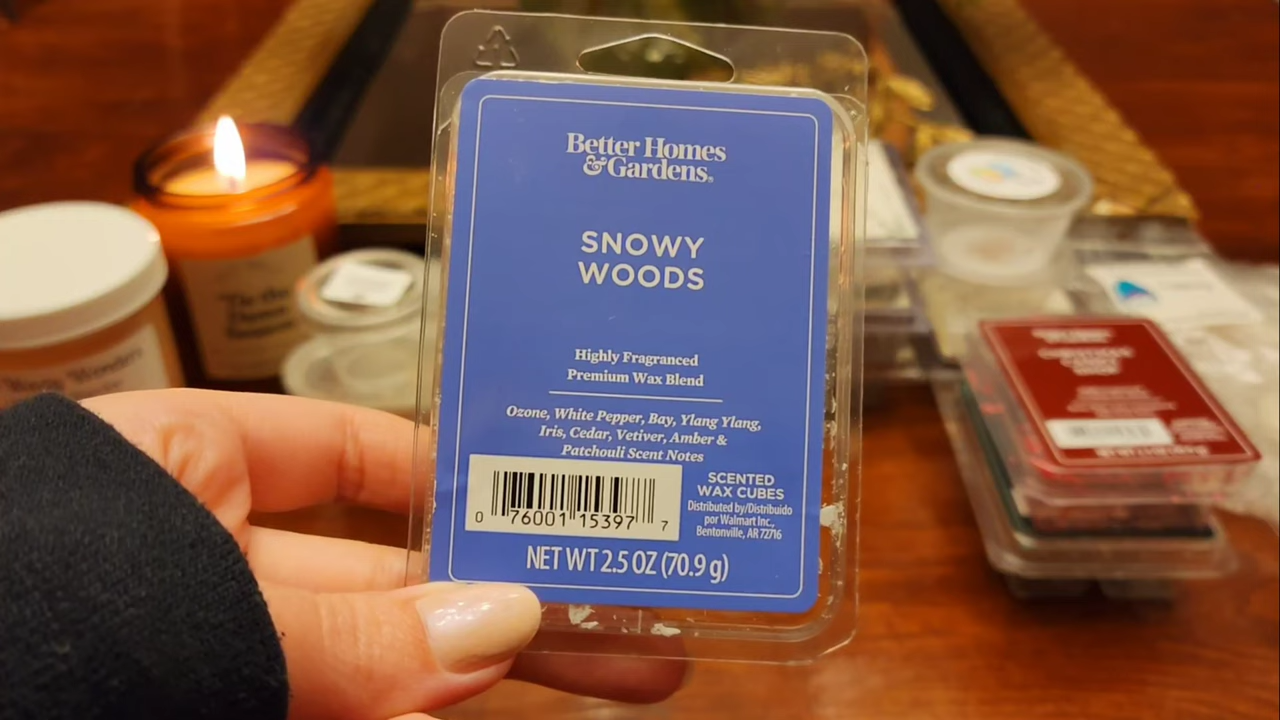 Better Homes
& Gardens®
SNOWY
WOODS
Highly Fragranced
Premium Wax Blend
Ozone, White Pepper, Bay, Ylang Ylang,
Iris, Cedar, Vetiver, Amber &
Patchouli Scent Notes
0 76001 15397 7
SCENTED
WAX CUBES
Distributed by/Distribuido
por Walmart Inc.,
Bentonville, AR 72716
NET WT 2.5 OZ (70.9 g)